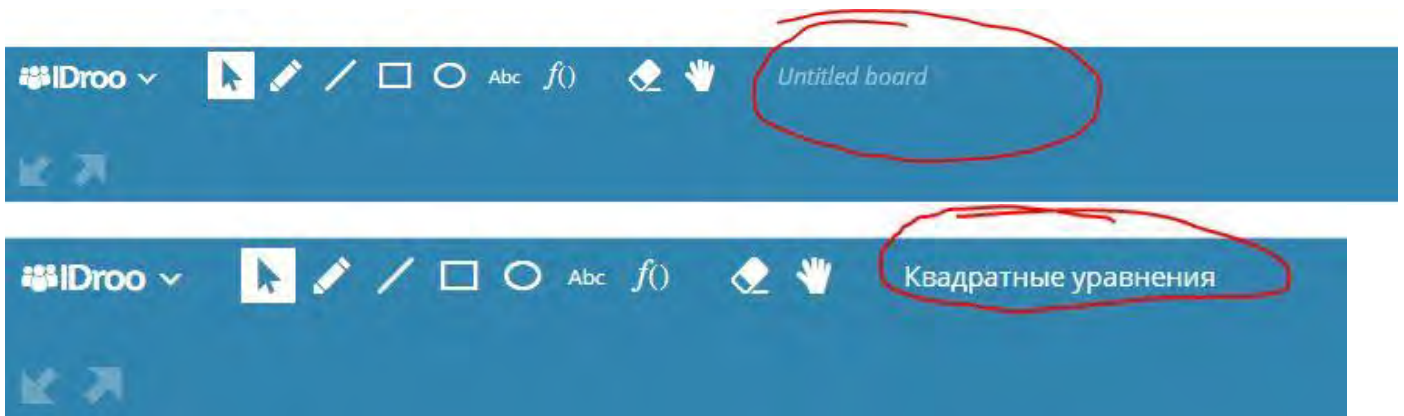 IDroo Abc f() Untitled board
IDroo Abc f() Квадратные уравнения